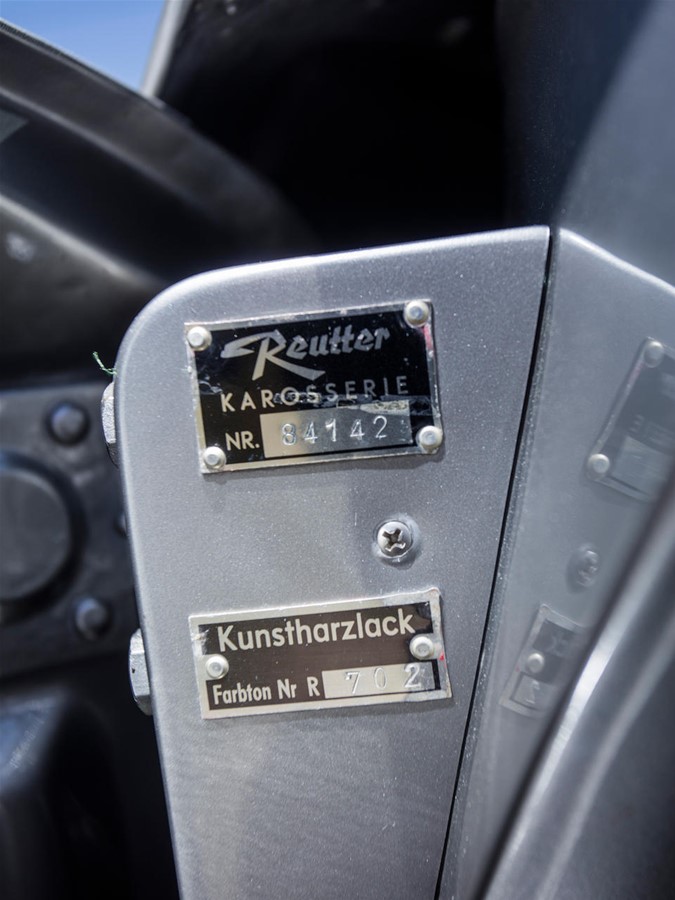 Reutter
KAROSSERIE
NR. 84142
Kunstharzlack
Farbton Nr R 702